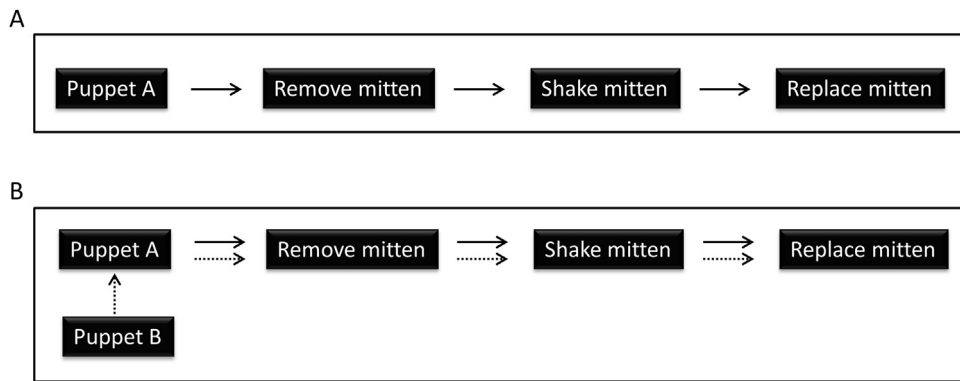 A
Puppet A
Remove mitten
Shake mitten
Replace mitten
B
Puppet A
Remove mitten
Shake mitten
Replace mitten
Puppet B